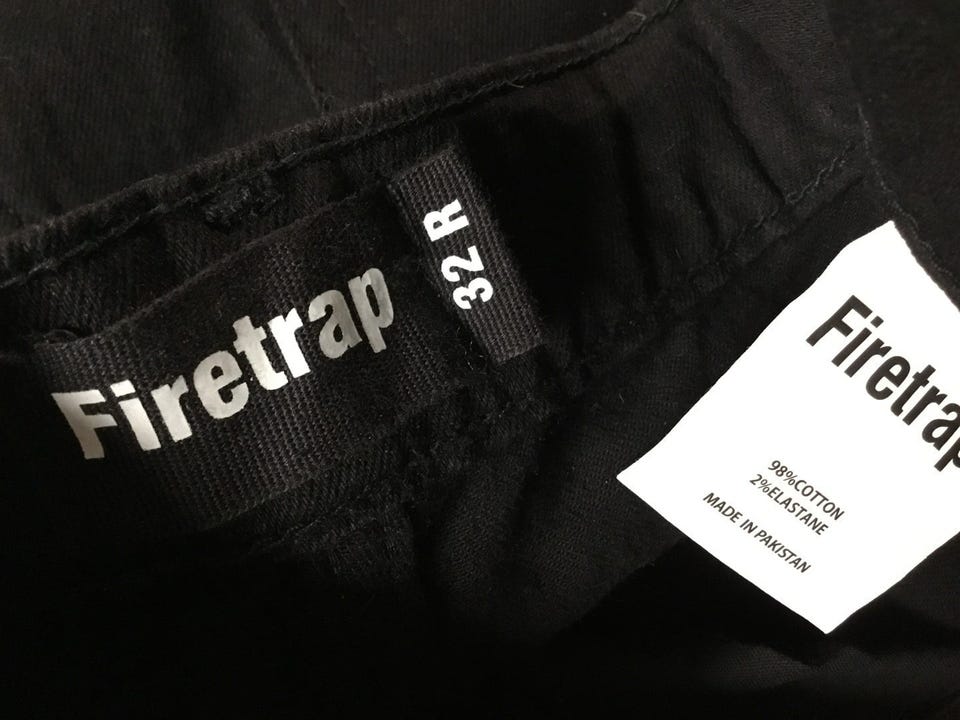 Firetrap
32 R
Firetrap
98%COTTON
2%ELASTANE
MADE IN PAKISTAN